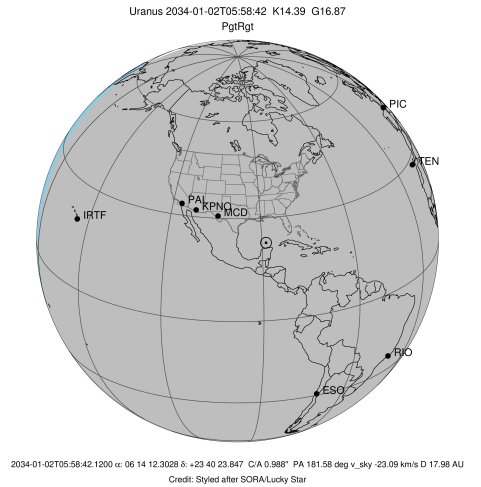 Uranus 2034-01-02T05:58:42 K14.39 G16.87
PgtRgt
PIC
TEN
PAL
KPNO
MCD
IRTF
RIO
ESO
2034-01-02T05:58:42.1200 α: 06 14 12.3028 δ: +23 40 23.847 C/A 0.988" PA 181.58 deg v_sky -23.09 km/s D 17.98 AU
Credit: Styled after SORA/Lucky Star